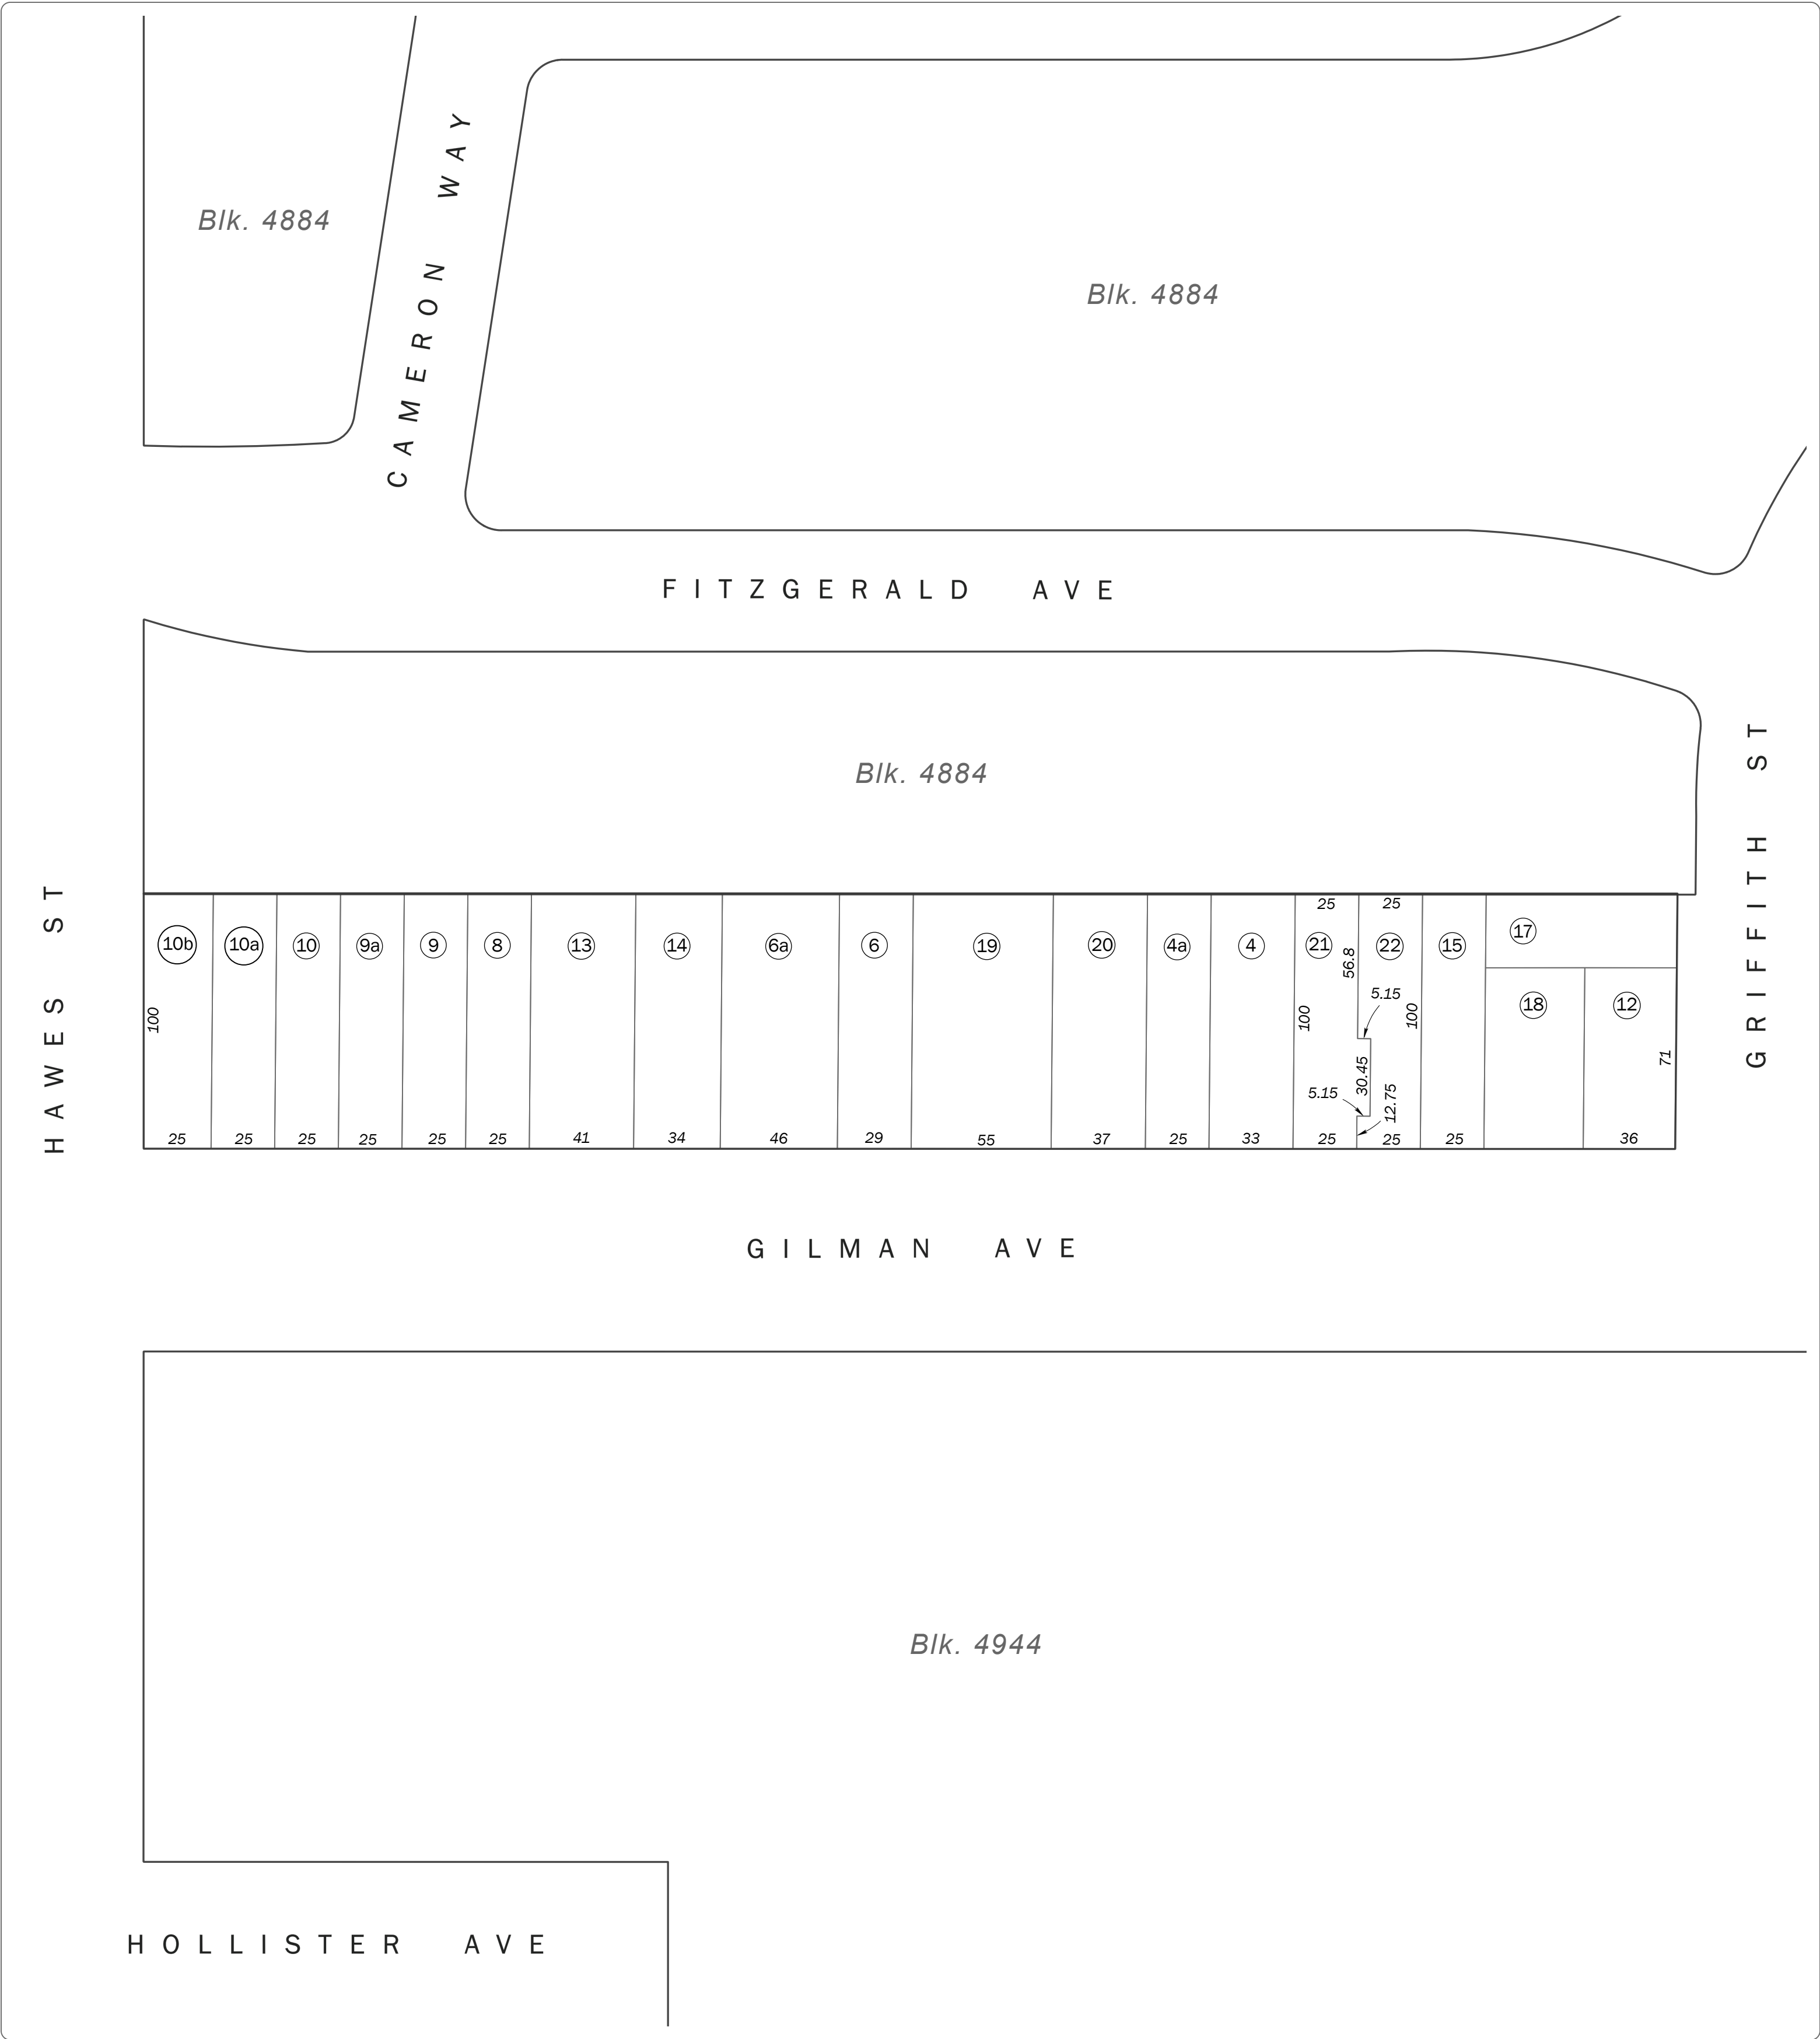 CAMERON WAY
Blk. 4884
Blk. 4884
FITZGERALD AVE
Blk. 4884
HAWES ST
GRIFFITH ST
25 25
10b 10a 10 9a 9 8 13 14 6a 6 19 20 4a 4 21 22 15 17
56.8
5.15
18 12
100 100 100
71
30.45
5.15
12.75
25 25 25 25 25 25 41 34 46 29 55 37 25 33 25 25 25 36
GILMAN AVE
Blk. 4944
HOLLISTER AVE